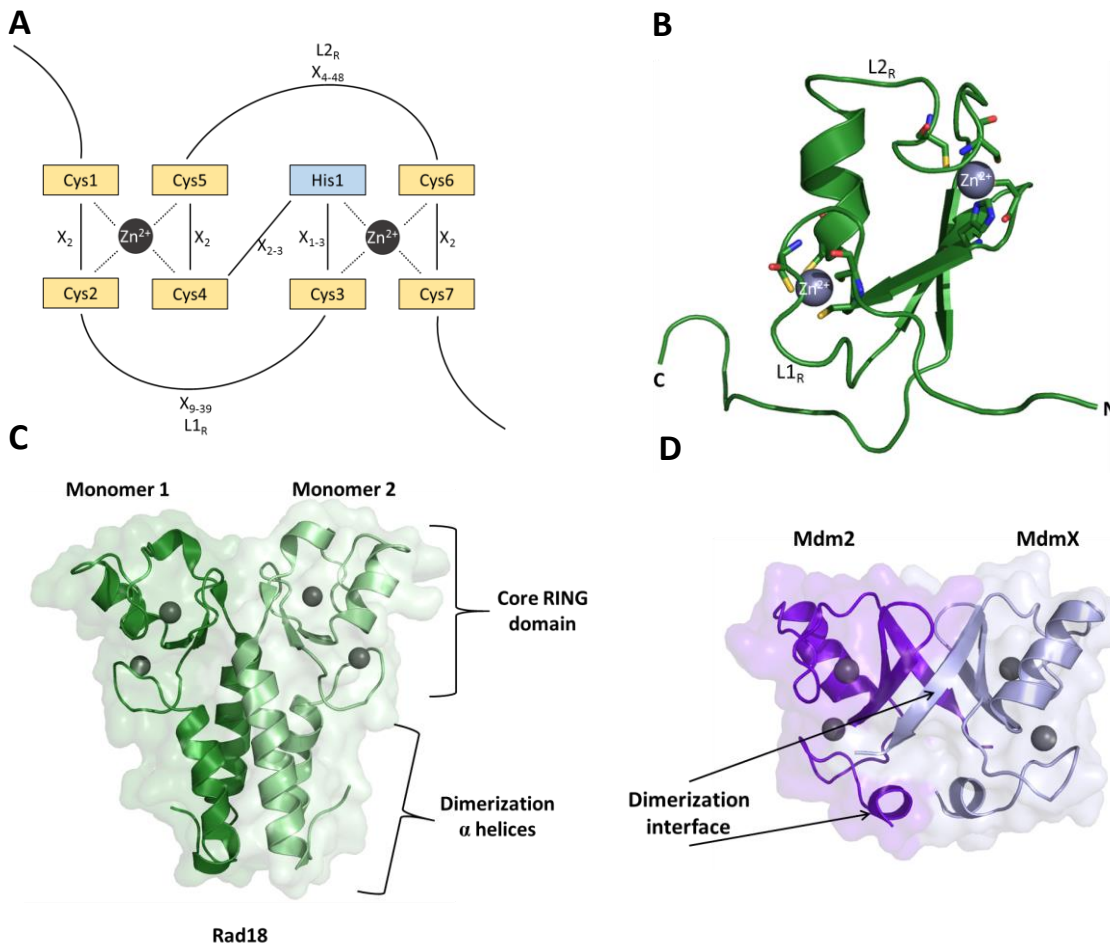 A
L2R
X4-48
Cys1
Cys5
His1
Cys6
X2
Zn2+
X2
X2-3
X1-3
Zn2+
X2
Cys2
Cys4
Cys3
Cys7
X9-39
L1R
B
L2R
Zn2+
Zn2+
C
L1R
N
C
Monomer 1
Monomer 2
Core RING
domain
Dimerization
α helices
Rad18
D
Mdm2
MdmX
Dimerization
interface